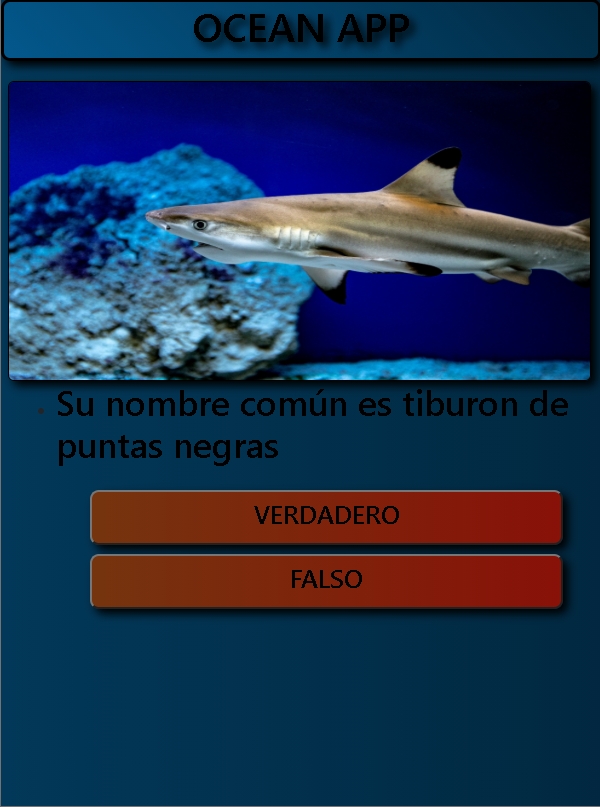 OCEAN APP
Su nombre común es tiburon de
puntas negras
VERDADERO
FALSO